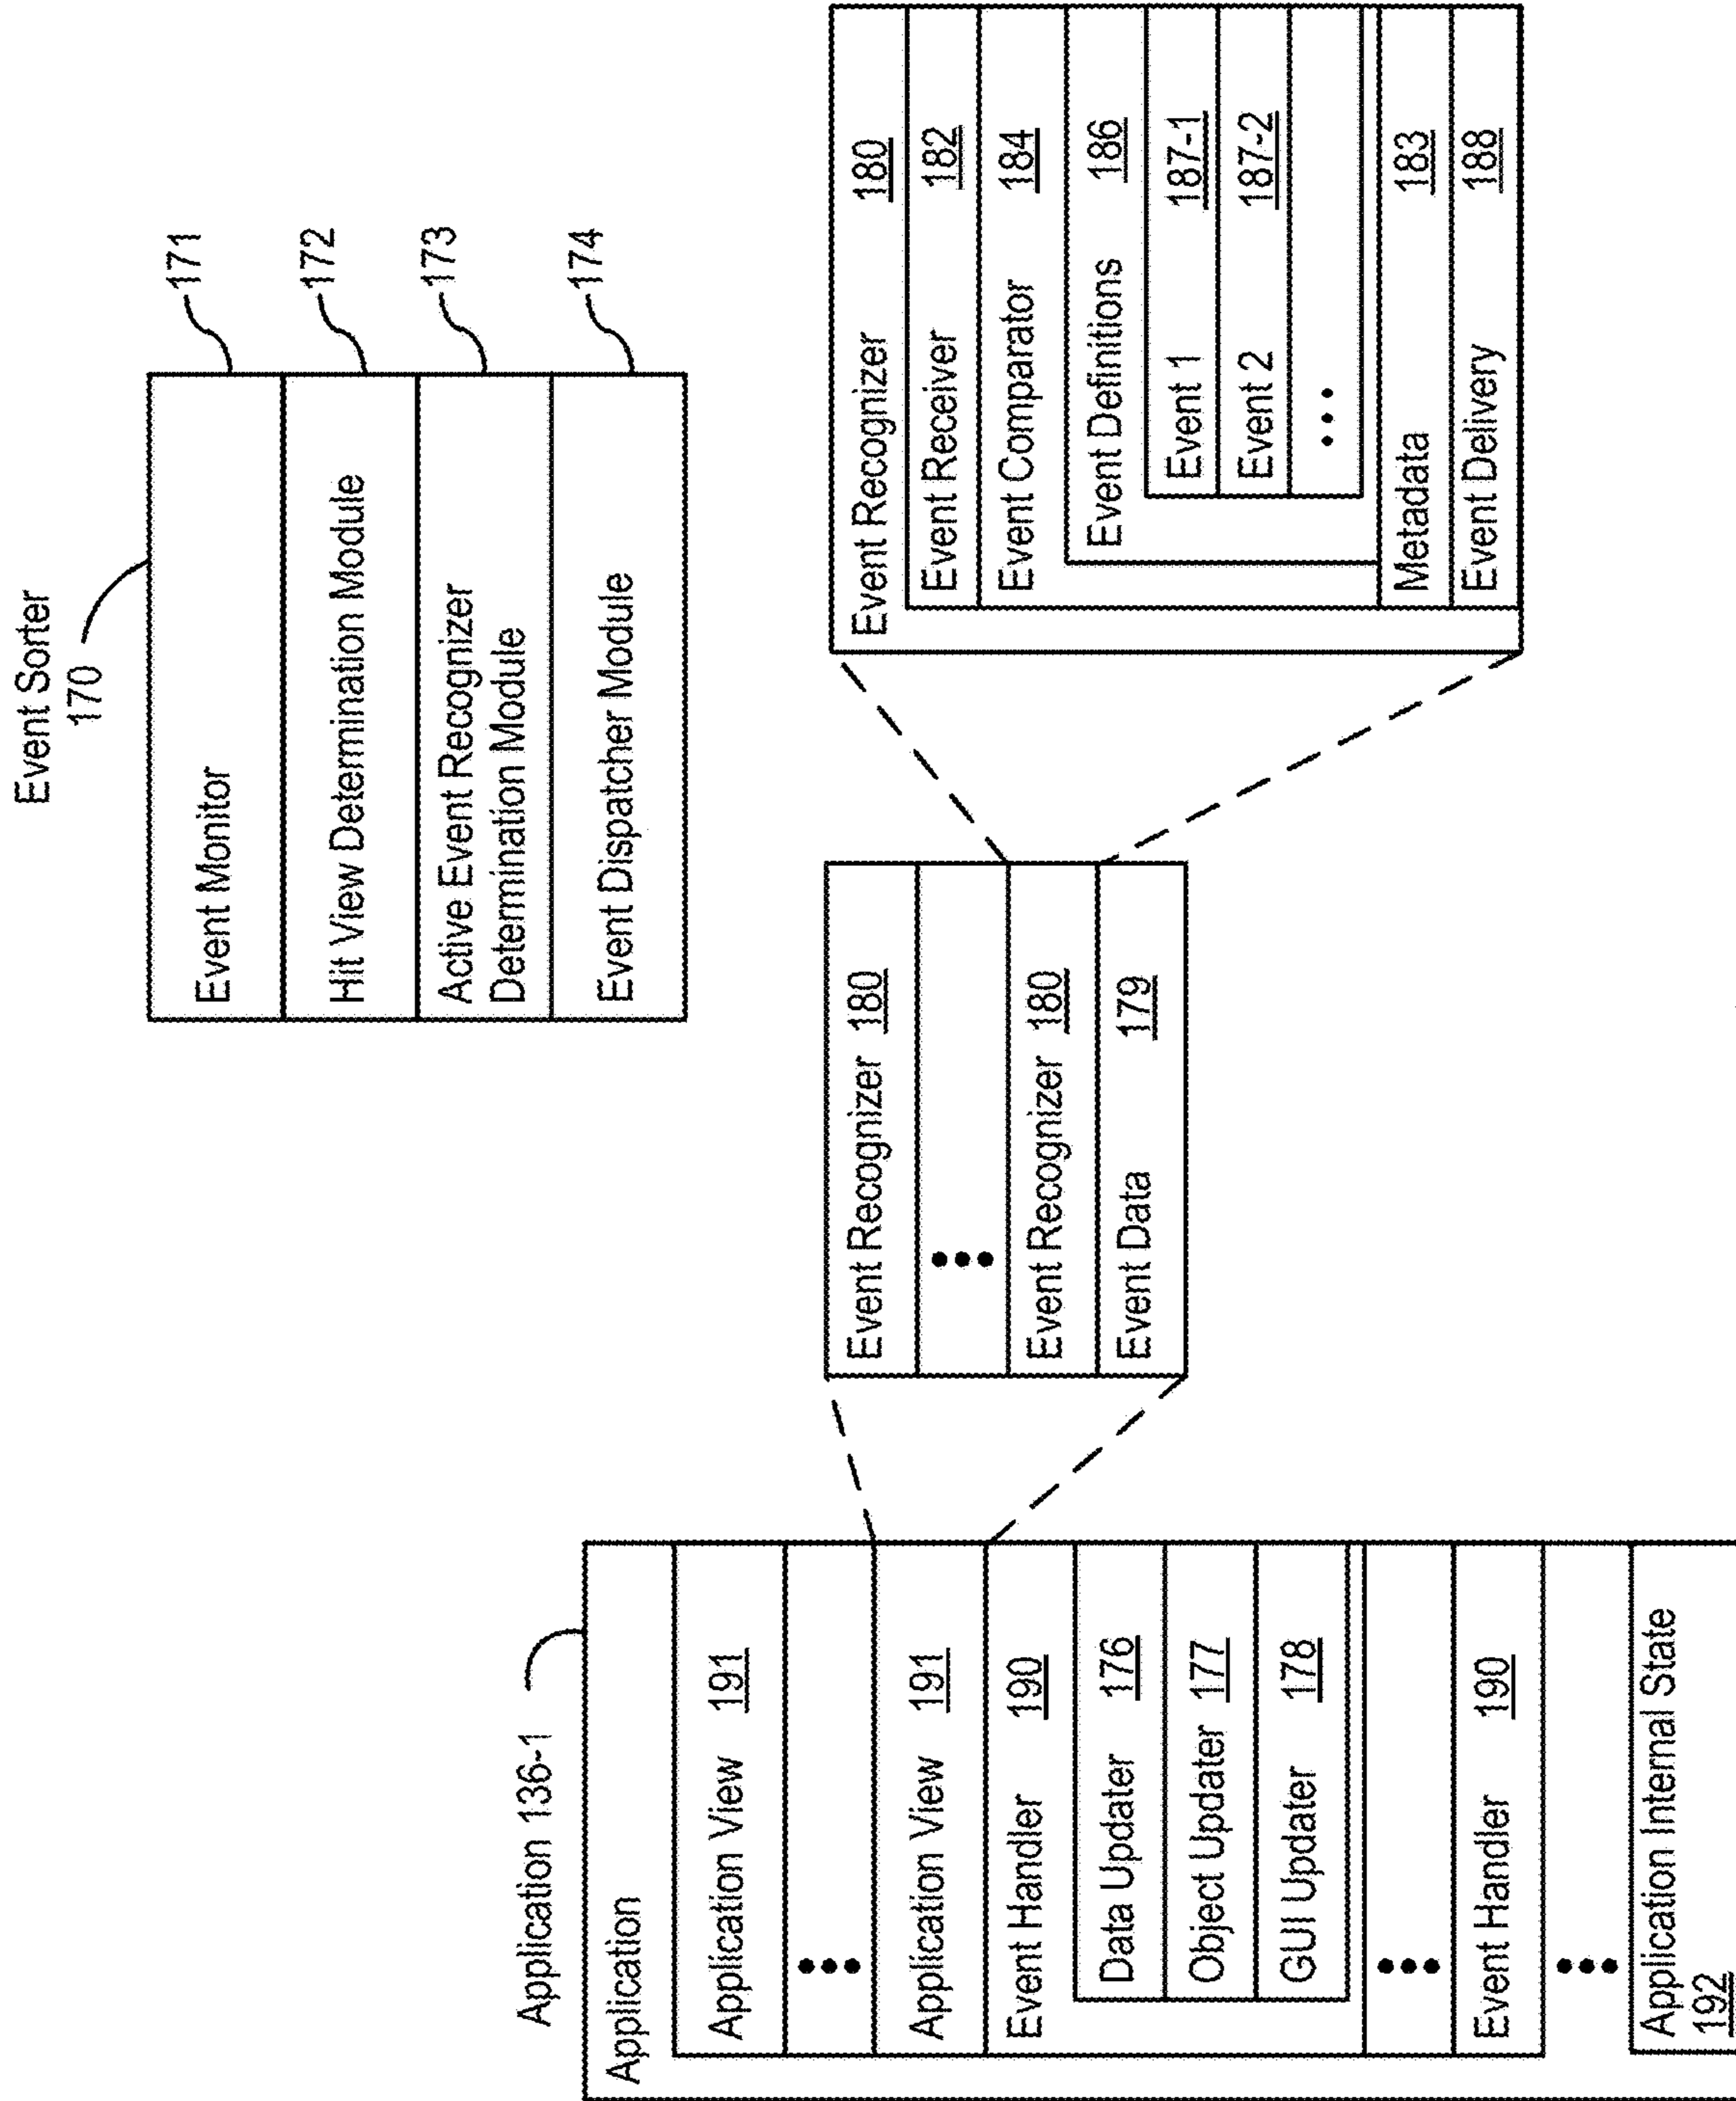 Event Sorter
170
Event Monitor
171
Hit View Determination Module
172
Active Event Recognizer
Determination Module
173
Event Dispatcher Module
174
Application 136-1
Application
Application View 191
•••
Application View 191
Event Handler 190
Data Updater 176
Object Updater 177
GUI Updater 178
•••
Event Handler 190
•••
Application Internal State
192
Event Recognizer 180
•••
Event Recognizer 180
Event Data 179
Event Recognizer 180
Event Receiver 182
Event Comparator 184
Event Definitions 186
Event 1 187-1
Event 2 187-2
•••
Metadata 183
Event Delivery 188